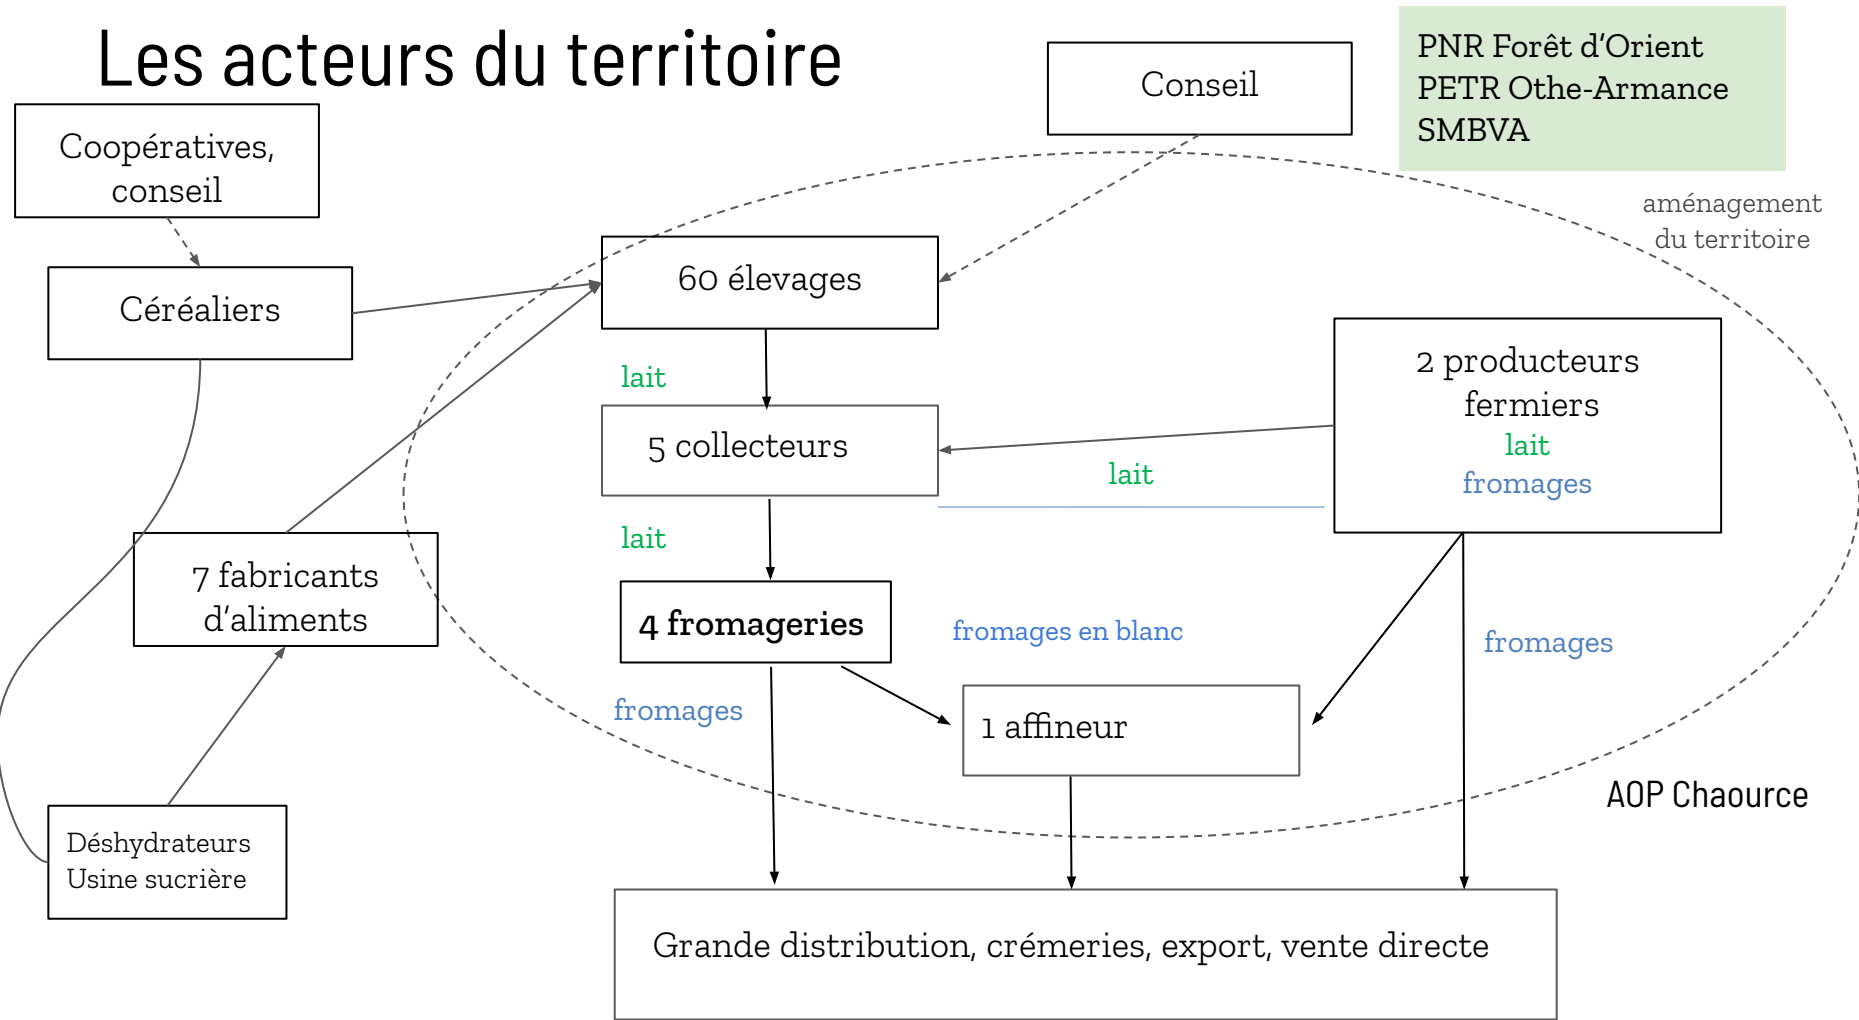 Les acteurs du territoire
Conseil
PNR Forêt d’Orient
PETR Othe-Armance
SMBVA
Coopératives,
conseil
aménagement
du territoire
60 élevages
Céréaliers
2 producteurs
fermiers
lait
fromages
lait
5 collecteurs
lait
lait
7 fabricants
d’aliments
4 fromageries
fromages en blanc
fromages
fromages
1 affineur
AOP Chaource
Déshydrateurs
Usine sucrière
Grande distribution, crémeries, export, vente directe